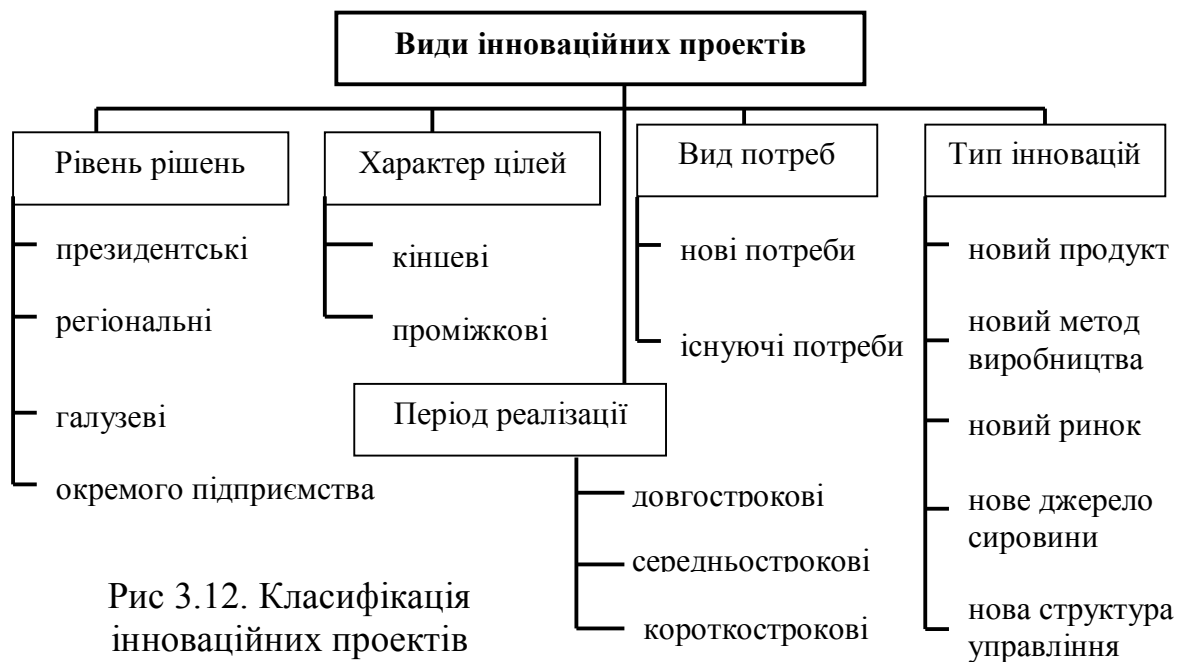 Види інноваційних проектів
Рівень рішень
президентські
регіональні
галузеві
окремого підприємства
Характер цілей
кінцеві
проміжкові
Період реалізації
довгострокові
середньострокові
короткострокові
Вид потреб
нові потреби
існуючі потреби
Тип інновацій
новий продукт
новий метод
виробництва
новий ринок
нове джерело
сировини
нова структура
управління
Рис 3.12. Класифікація
інноваційних проектів